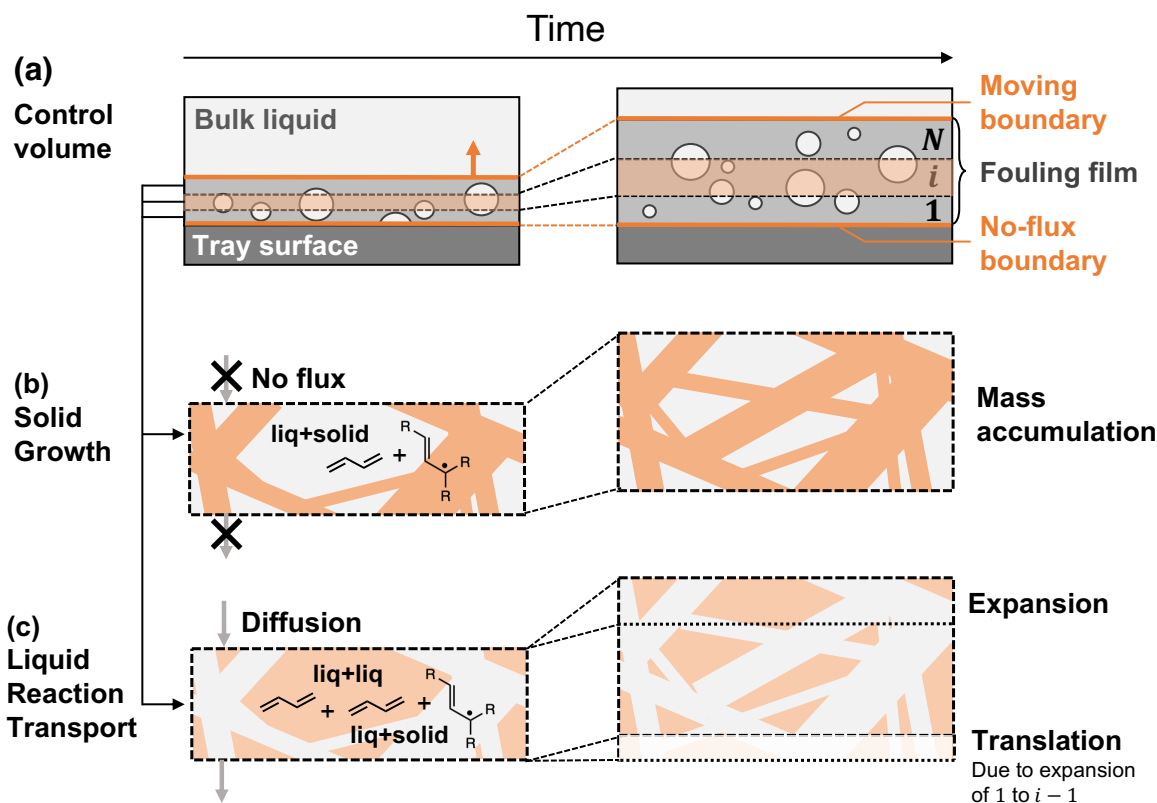 Time
(a)
Control
volume
Bulk liquid
Tray surface
N
i
1
Moving
boundary
Fouling film
No-flux
boundary
(b)
Solid
Growth
No flux
liq+solid
+
R
R
R
Mass
accumulation
(c)
Liquid
Reaction
Transport
Diffusion
liq+liq
+
+
R
R
R
liq+solid
Expansion
Translation
Due to expansion
of 1 to i − 1